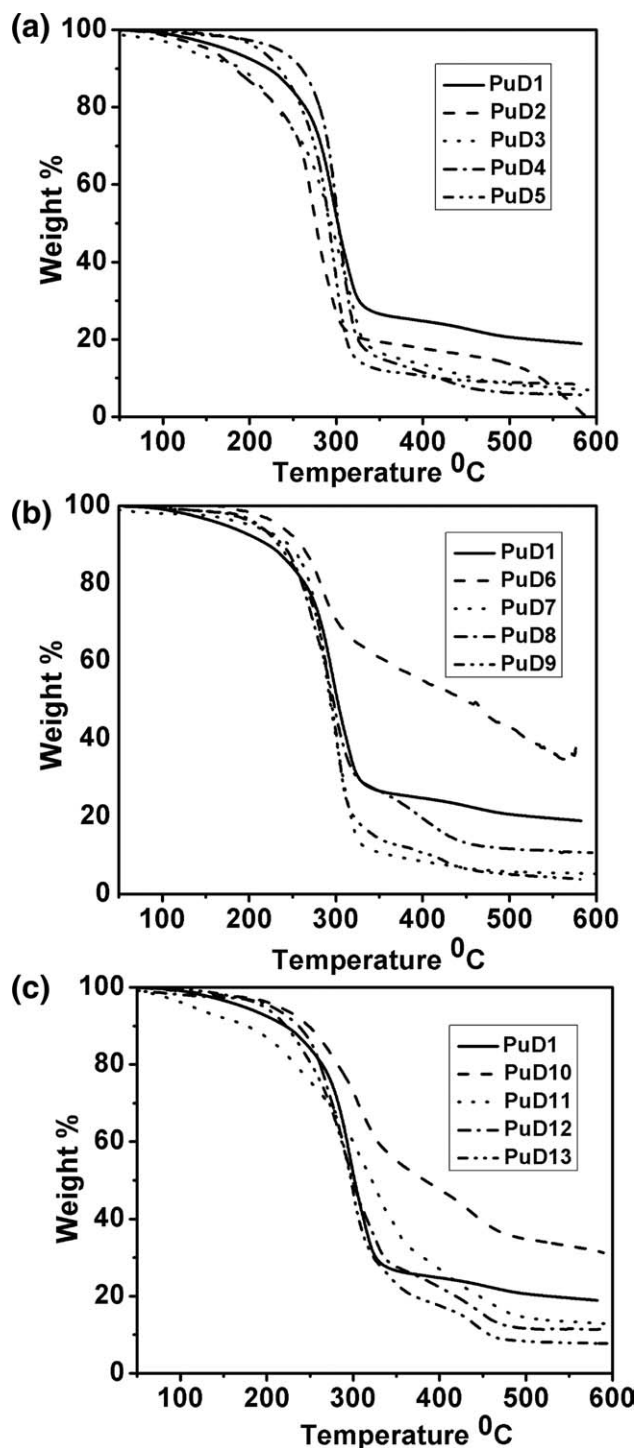 (a)
100
80
60
40
20
0
Weight %
PuD1
PuD2
PuD3
PuD4
PuD5
100 200 300 400 500 600
Temperature ⁰C
(b)
100
80
60
40
20
0
Weight %
PuD1
PuD6
PuD7
PuD8
PuD9
100 200 300 400 500 600
Temperature ⁰C
(c)
100
80
60
40
20
0
Weight %
PuD1
PuD10
PuD11
PuD12
PuD13
100 200 300 400 500 600
Temperature ⁰C